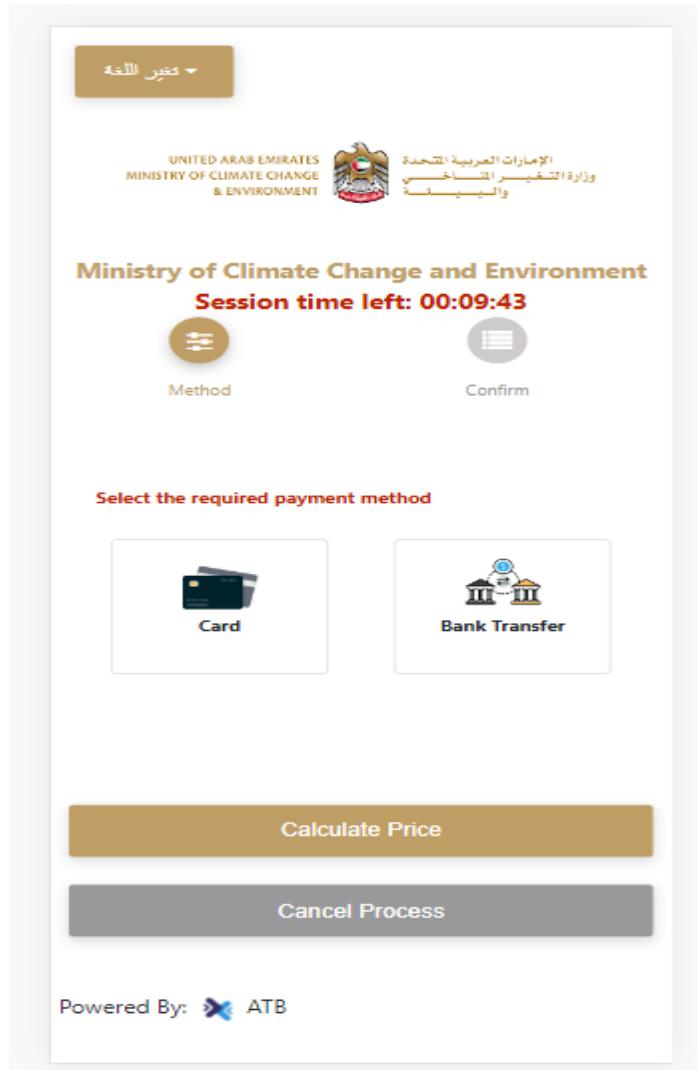 تغيير اللغة
UNITED ARAB EMIRATES
MINISTRY OF CLIMATE CHANGE
& ENVIRONMENT
الإمارات العربية المتحدة
وزارة التغير المناخي
والبيئة
Ministry of Climate Change and Environment
Session time left: 00:09:43
Method
Confirm
Select the required payment method
Card
Bank Transfer
Calculate Price
Cancel Process
Powered By: ATB